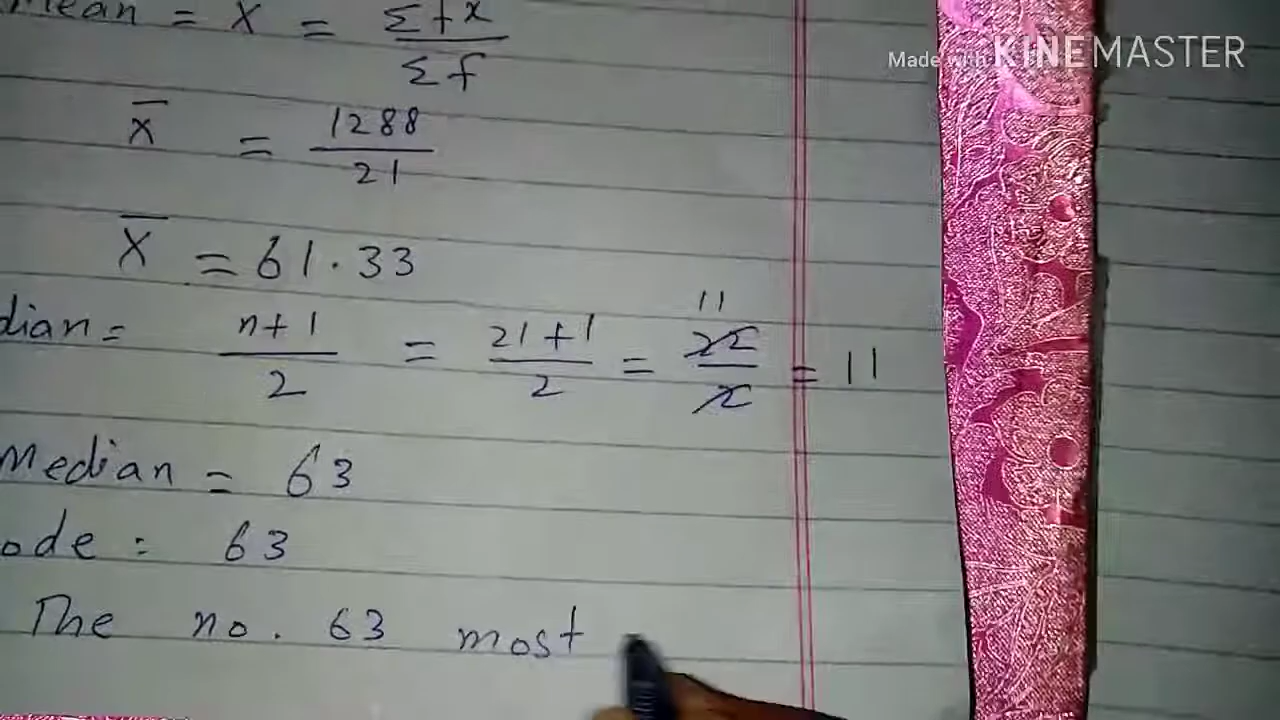 Mean = X = Σfx / Σf
Made with KINEMASTER
x̄ = 1288 / 21
X̄ = 61.33
dian = n+1 / 2 = 21+1 / 2 = 22 / 2 = 11
11
Median = 63
ode : 63
The no. 63 most